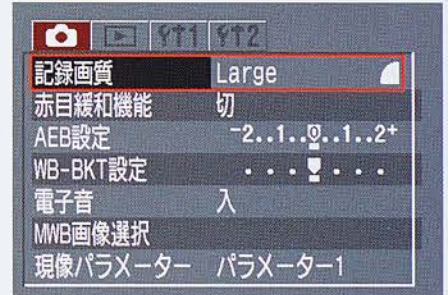 1 2
記録画質 Large
赤目緩和機能 切
AEB設定 -2..1..0..1..2+
WB-BKT設定
電子音 入
MWB画像選択
現像パラメーター パラメーター1